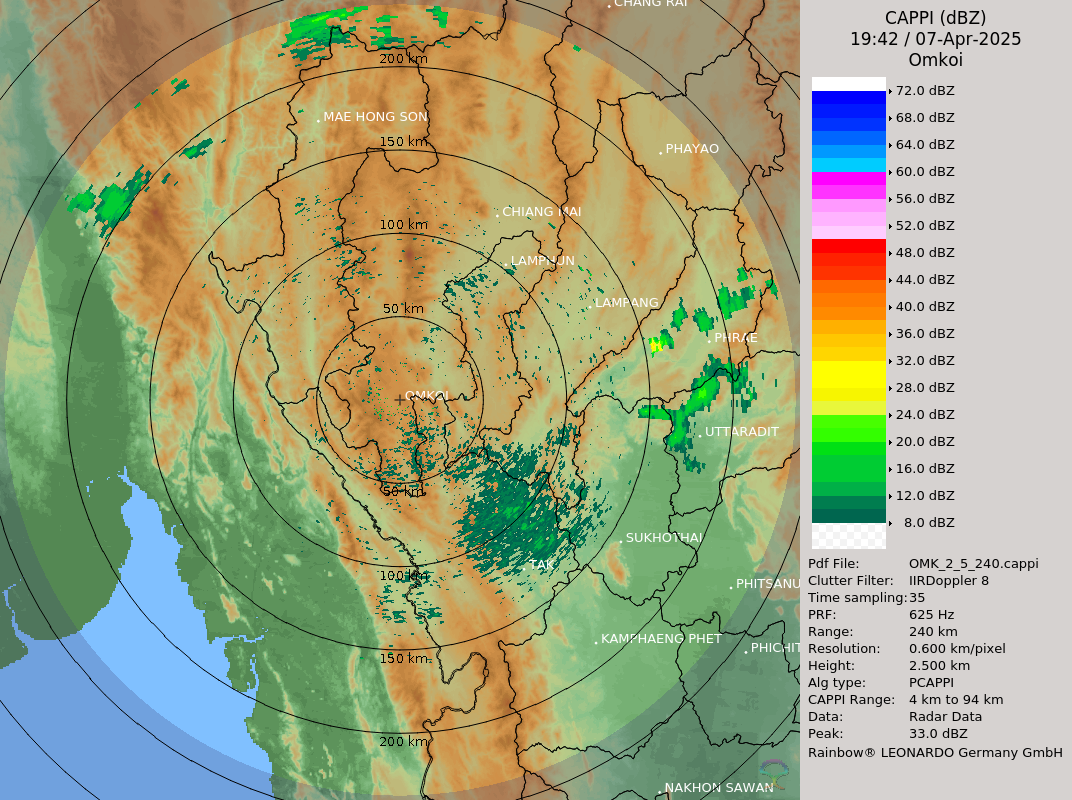 CHANG RAI
200 km
MAE HONG SON
150 km
PHAYAO
CHIANG MAI
100 km
LAMPHUN
LAMPANG
50 km
PHRAE
OMKOI
UTTARADIT
50 km
SUKHOTHAI
TAK
100 km
PHITSANU
KAMPHAENG PHET
PHICHIT
150 km
200 km
NAKHON SAWAN
CAPPI (dBZ)
19:42 / 07-Apr-2025
Omkoi
72.0 dBZ
68.0 dBZ
64.0 dBZ
60.0 dBZ
56.0 dBZ
52.0 dBZ
48.0 dBZ
44.0 dBZ
40.0 dBZ
36.0 dBZ
32.0 dBZ
28.0 dBZ
24.0 dBZ
20.0 dBZ
16.0 dBZ
12.0 dBZ
8.0 dBZ
Pdf File: OMK_2_5_240.cappi
Clutter Filter: IIRDoppler 8
Time sampling: 35
PRF: 625 Hz
Range: 240 km
Resolution: 0.600 km/pixel
Height: 2.500 km
Alg type: PCAPPI
CAPPI Range: 4 km to 94 km
Data: Radar Data
Peak: 33.0 dBZ
Rainbow® LEONARDO Germany GmbH